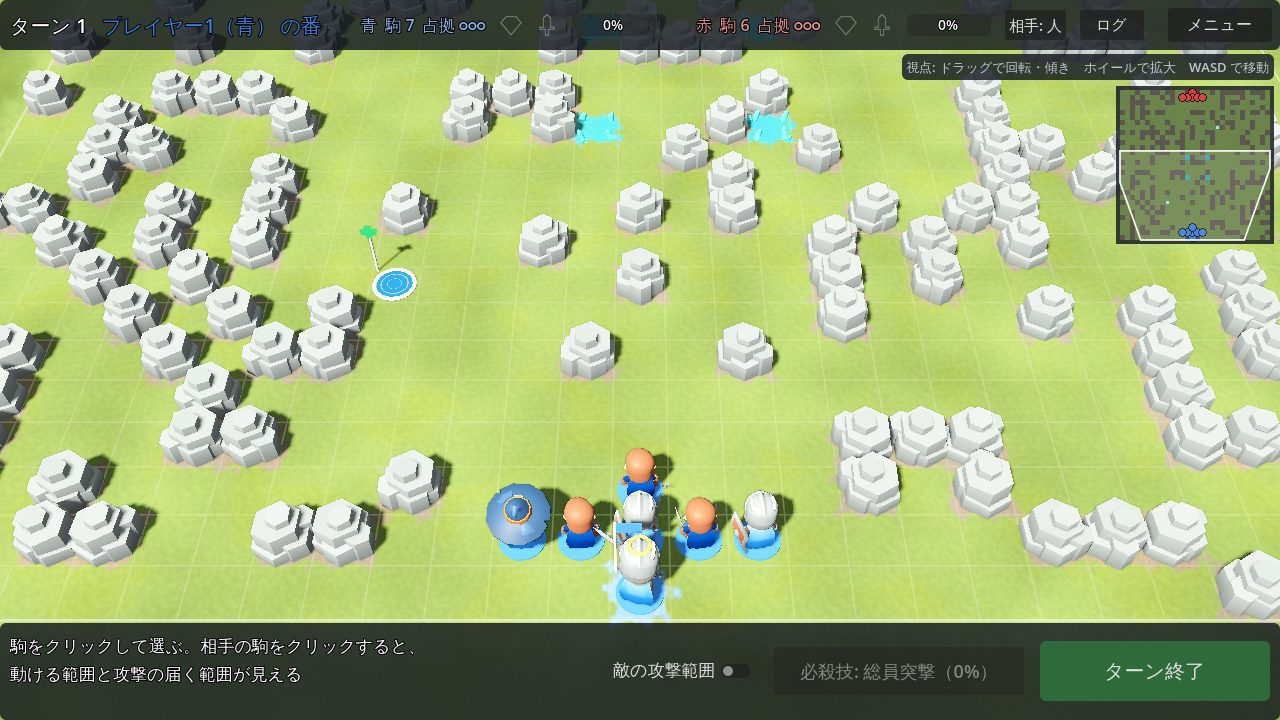 ターン 1 プレイヤー1（青）の番 青 駒 7 占拠 0% 赤 駒 6 占拠 0% 相手: 人 ログ メニュー
視点: ドラッグで回転・傾き ホイールで拡大 WASD で移動
駒をクリックして選ぶ。相手の駒をクリックすると、
動ける範囲と攻撃の届く範囲が見える
敵の攻撃範囲 必殺技: 総員突撃（0%） ターン終了